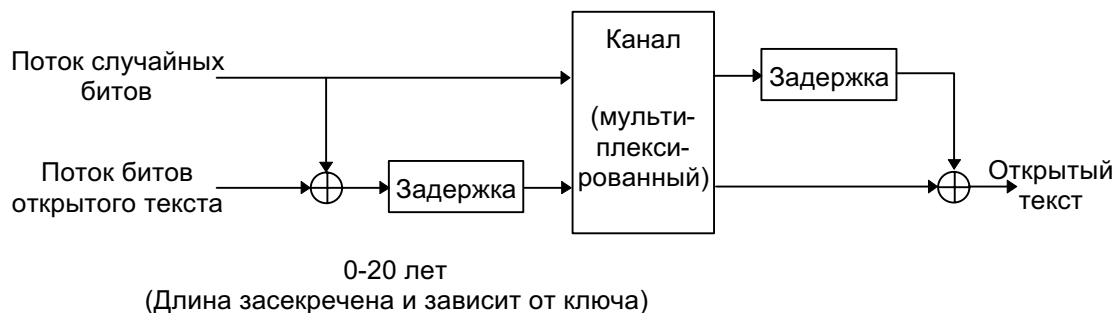 Поток случайных
битов
Канал
(мульти-
плекси-
рованный)
Задержка
Поток битов
открытого текста
Задержка
Открытый
текст
0-20 лет
(Длина засекречена и зависит от ключа)